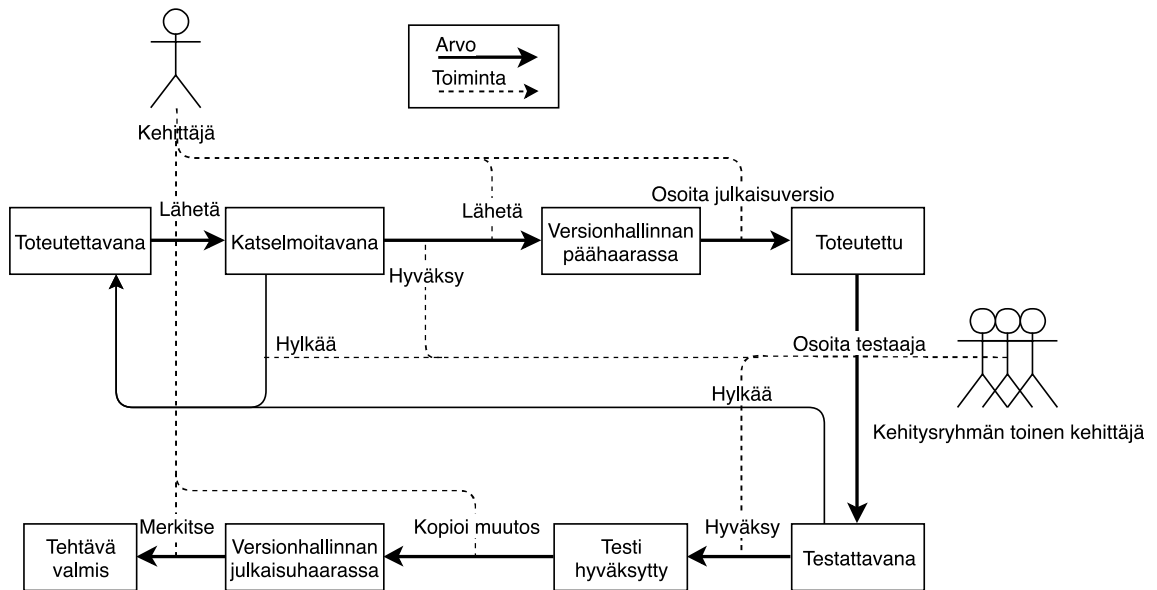 Arvo
Toiminta
Kehittäjä
Lähetä
Lähetä
Osoita julkaisuversio
Toteutettavana
Katselmoitavana
Versionhallinnan
päähaarassa
Toteutettu
Hyväksy
Hylkää
Osoita testaaja
Hylkää
Kehitysryhmän toinen kehittäjä
Merkitse
Kopioi muutos
Hyväksy
Tehtävä
valmis
Versionhallinnan
julkaisuhaarassa
Testi
hyväksytty
Testattavana